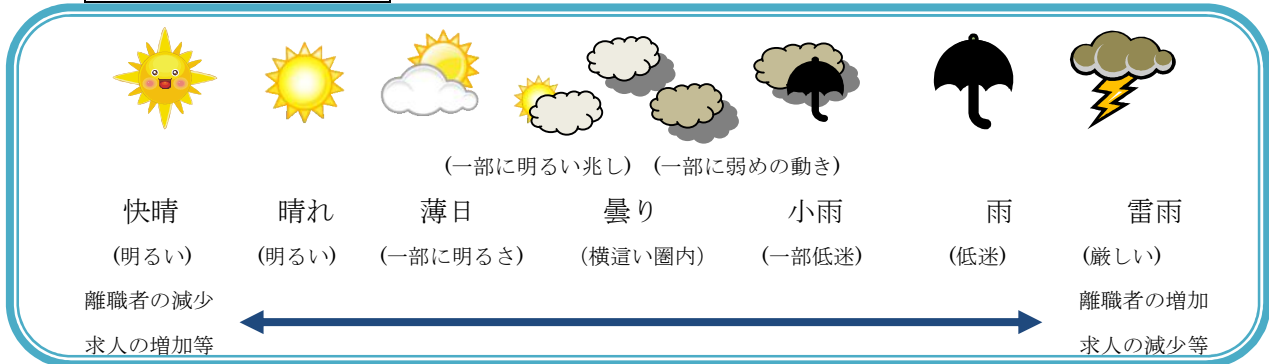 (一部に明るい兆し) (一部に弱めの動き)
快晴 晴れ 薄日 曇り 小雨 雨 雷雨
(明るい) (明るい) (一部に明るさ) (横這い圏内) (一部低迷) (低迷) (厳しい)
離職者の減少 離職者の増加
求人の増加等 求人の減少等